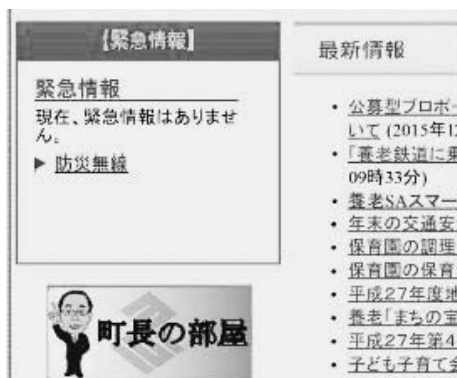 【緊急情報】
緊急情報
現在、緊急情報はありませ
ん。
▶ 防災無線
町長の部屋
最新情報
・公募型プロポー
いて (2015年12
・「養老鉄道に乗
09時33分)
・養老SAスマー
・年末の交通安
・保育園の調理
・保育園の保育
・平成27年度地
・養老「まちの宝
・平成27年第4
・子ども子育て会